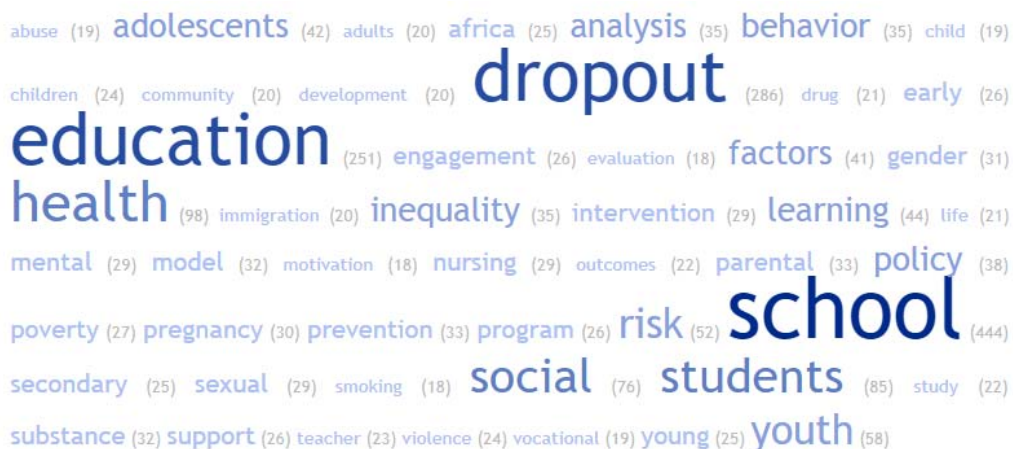 abuse (19) adolescents (42) adults (20) africa (25) analysis (35) behavior (35) child (19)
children (24) community (20) development (20) dropout (286) drug (21) early (26)
education (251) engagement (26) evaluation (18) factors (41) gender (31)
health (98) immigration (20) inequality (35) intervention (29) learning (44) life (21)
mental (29) model (32) motivation (18) nursing (29) outcomes (22) parental (33) policy (38)
poverty (27) pregnancy (30) prevention (33) program (26) risk (52) school (444)
secondary (25) sexual (29) smoking (18) social (76) students (85) study (22)
substance (32) support (26) teacher (23) violence (24) vocational (19) young (25) youth (58)